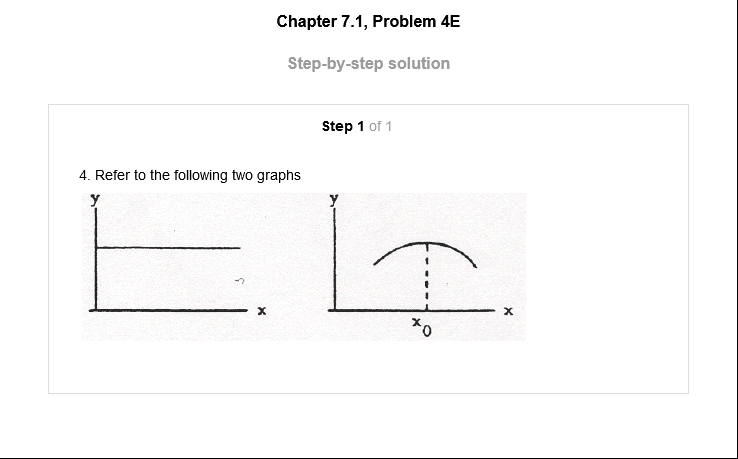 Chapter 7.1, Problem 4E
Step-by-step solution
Step 1 of 1
4. Refer to the following two graphs
y
y
x
x
x0